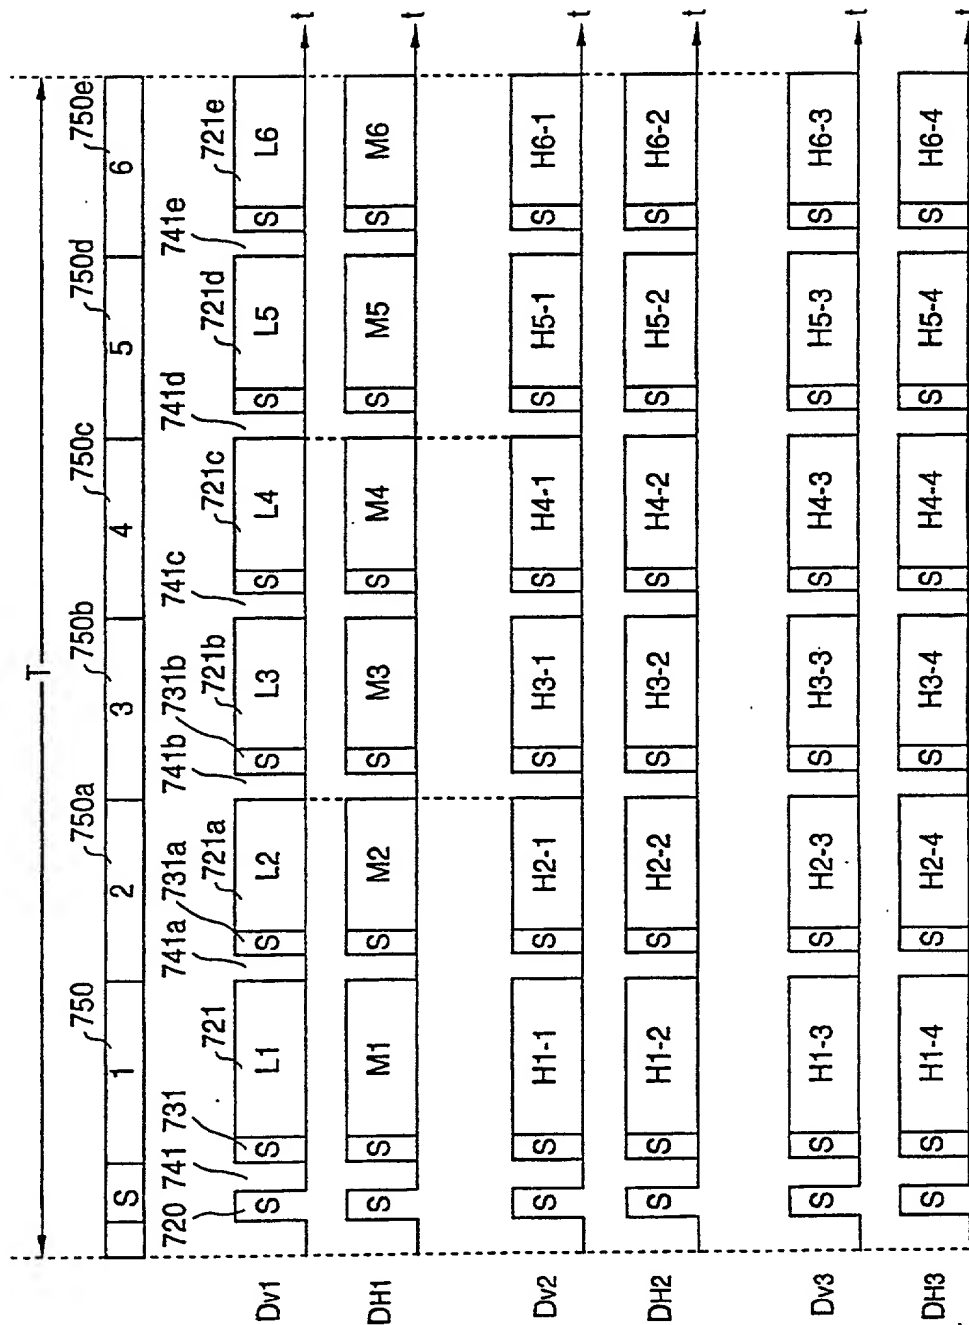 T
750 750a 750b 750c 750d 750e
S 1 2 3 4 5 6
720 741 731 721 741a 731a 721a 741b 731b 721b 741c 721c 741d 721d 741e 721e
Dv1 S S L1 S L2 S L3 S L4 S L5 S L6 t
DH1 S S M1 S M2 S M3 S M4 S M5 S M6 t
Dv2 S S H1-1 S H2-1 S H3-1 S H4-1 S H5-1 S H6-1 t
DH2 S S H1-2 S H2-2 S H3-2 S H4-2 S H5-2 S H6-2 t
Dv3 S S H1-3 S H2-3 S H3-3 S H4-3 S H5-3 S H6-3 t
DH3 S S H1-4 S H2-4 S H3-4 S H4-4 S H5-4 S H6-4 t